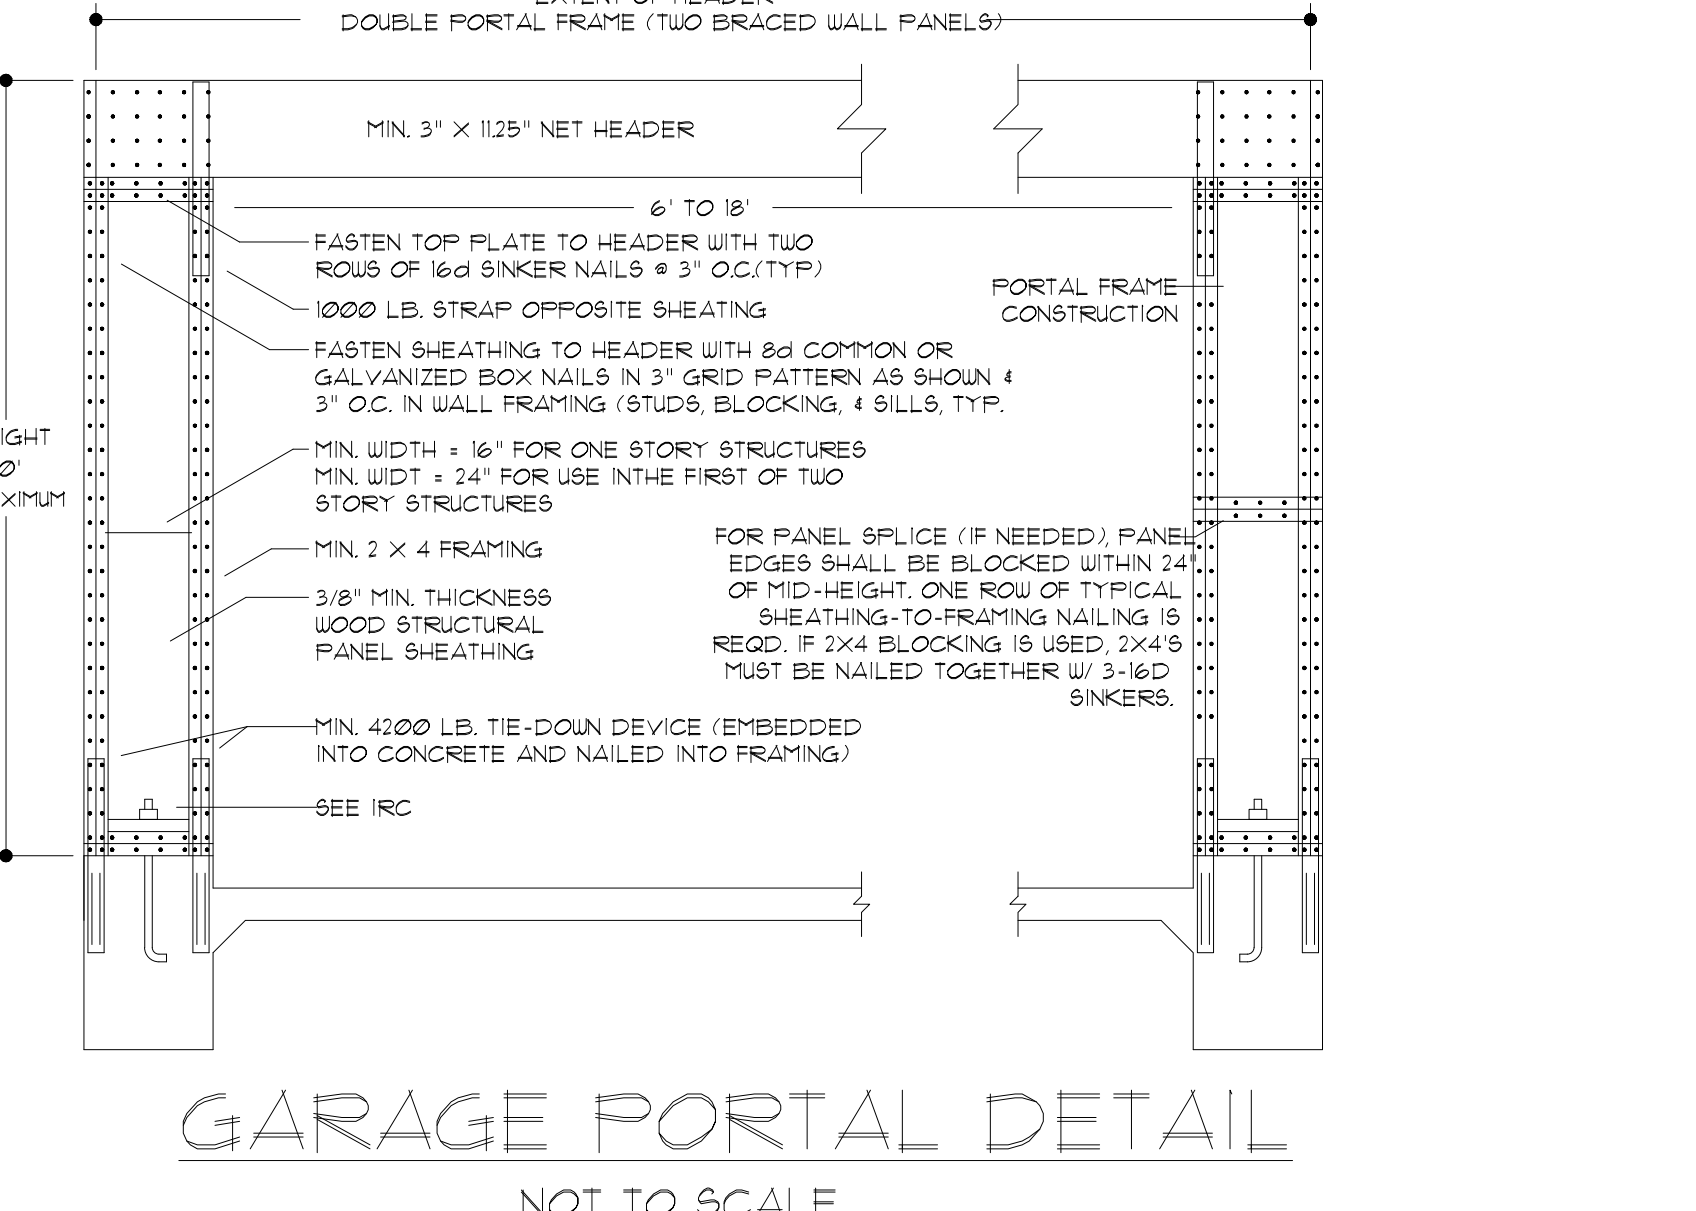 EXTENT OF HEADER
DOUBLE PORTAL FRAME (TWO BRACED WALL PANELS)
MIN. 3" X 11.25" NET HEADER
6' TO 18'
FASTEN TOP PLATE TO HEADER WITH TWO
ROWS OF 16d SINKER NAILS @ 3" O.C.(TYP)
1000 LB. STRAP OPPOSITE SHEATING
PORTAL FRAME
CONSTRUCTION
FASTEN SHEATHING TO HEADER WITH 8d COMMON OR
GALVANIZED BOX NAILS IN 3" GRID PATTERN AS SHOWN &
3" O.C. IN WALL FRAMING (STUDS, BLOCKING, & SILLS, TYP.
IGHT
0'
XIMUM
MIN. WIDTH = 16" FOR ONE STORY STRUCTURES
MIN. WIDT = 24" FOR USE INTHE FIRST OF TWO
STORY STRUCTURES
MIN. 2 X 4 FRAMING
3/8" MIN. THICKNESS
WOOD STRUCTURAL
PANEL SHEATHING
FOR PANEL SPLICE (IF NEEDED), PANEL
EDGES SHALL BE BLOCKED WITHIN 24"
OF MID-HEIGHT. ONE ROW OF TYPICAL
SHEATHING-TO-FRAMING NAILING IS
REQD. IF 2X4 BLOCKING IS USED, 2X4'S
MUST BE NAILED TOGETHER W/ 3-16D
SINKERS.
MIN. 4200 LB. TIE-DOWN DEVICE (EMBEDDED
INTO CONCRETE AND NAILED INTO FRAMING)
SEE IRC
GARAGE PORTAL DETAIL
NOT TO SCALE